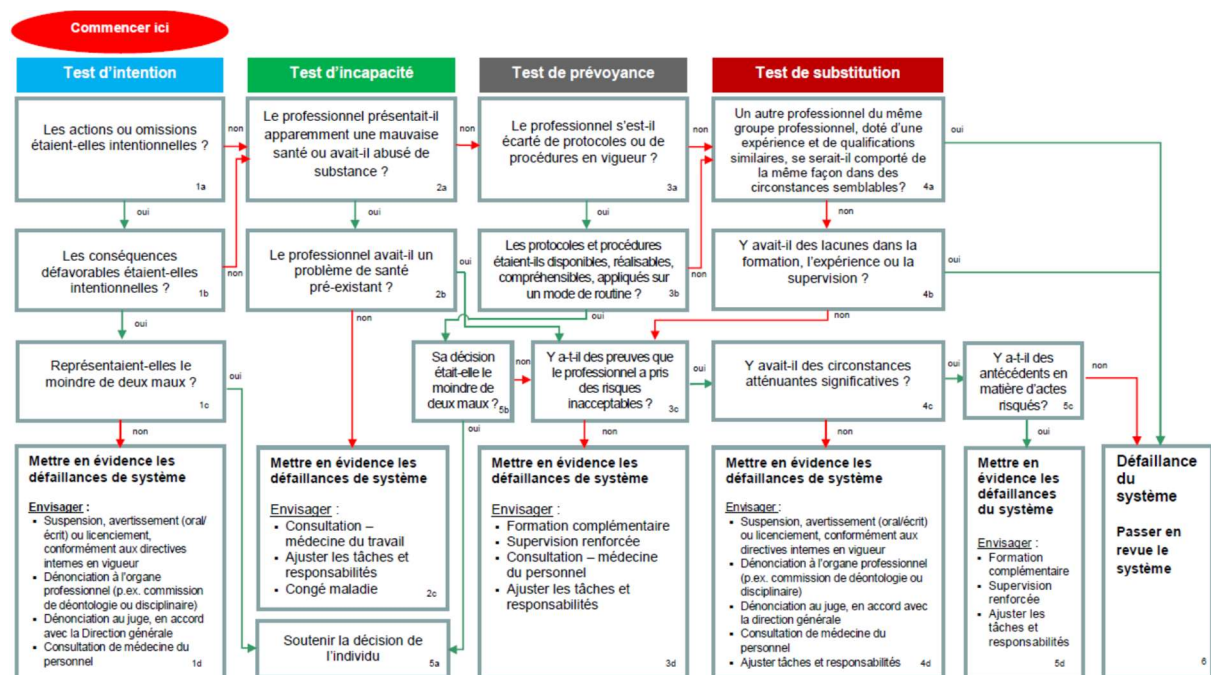 Commencer ici
Test d'intention
Test d'incapacité
Test de prévoyance
Test de substitution
Les actions ou omissions
étaient-elles intentionnelles ?
1a
non
Le professionnel présentait-il
apparemment une mauvaise
santé ou avait-il abusé de
substance ?
2a
non
Le professionnel s'est-il
écarté de protocoles ou de
procédures en vigueur ?
3a
non
Un autre professionnel du même
groupe professionnel, doté d'une
expérience et de qualifications
similaires, se serait-il comporté de
la même façon dans des
circonstances semblables?
4a
oui
oui
oui
oui
non
Les conséquences
défavorables étaient-elles
intentionnelles ?
1b
non
Le professionnel avait-il un
problème de santé
pré-existant ?
2b
oui
Les protocoles et procédures
étaient-ils disponibles, réalisables,
compréhensibles, appliqués sur
un mode de routine ?
3b
non
Y avait-il des lacunes dans la
formation, l'expérience ou la
supervision ?
4b
oui
oui
non
oui
non
Représentaient-elles le
moindre de deux maux ?
1c
oui
Sa décision
était-elle le
moindre de
deux maux ?
5b
non
Y a-t-il des preuves que
le professionnel a pris
des risques
inacceptables ?
3c
oui
Y avait-il des circonstances
atténuantes significatives ?
4c
oui
Y a-t-il des
antécédents en
matière d'actes
risqués?
5c
non
non
oui
non
non
oui
Mettre en évidence les
défaillances de système
Envisager :
▪ Suspension, avertissement (oral/
écrit) ou licenciement,
conformément aux directives
internes en vigueur
▪ Dénonciation à l'organe
professionnel (p.ex. commission
de déontologie ou disciplinaire)
▪ Dénonciation au juge, en accord
avec la Direction générale
▪ Consultation de médecine du
personnel
1d
Mettre en évidence les
défaillances de système
Envisager :
▪ Consultation –
médecine du travail
▪ Ajuster les tâches et
responsabilités
▪ Congé maladie
2c
Soutenir la décision de
l'individu
5a
Mettre en évidence les
défaillances de système
Envisager :
▪ Formation complémentaire
▪ Supervision renforcée
▪ Consultation – médecine
du personnel
▪ Ajuster les tâches et
responsabilités
3d
Mettre en évidence les
défaillances de système
Envisager :
▪ Suspension, avertissement (oral/écrit)
ou licenciement, conformément aux
directives internes en vigueur
▪ Dénonciation à l'organe professionnel
(p.ex. commission de déontologie ou
disciplinaire)
▪ Dénonciation au juge, en accord avec
la direction générale
▪ Consultation de médecine du
personnel
▪ Ajuster tâches et responsabilités
4d
Mettre en
évidence les
défaillances
du système
Envisager :
▪ Formation
complémentaire
▪ Supervision
renforcée
▪ Ajuster les
tâches et
responsabilités
5d
Défaillance
du
système
Passer en
revue le
système
6